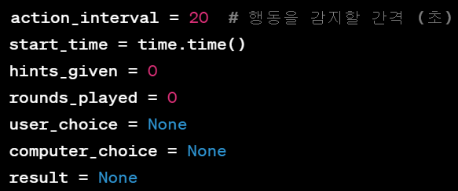 action_interval = 20  # 행동을 감지할 간격 (초)
start_time = time.time()
hints_given = 0
rounds_played = 0
user_choice = None
computer_choice = None
result = None